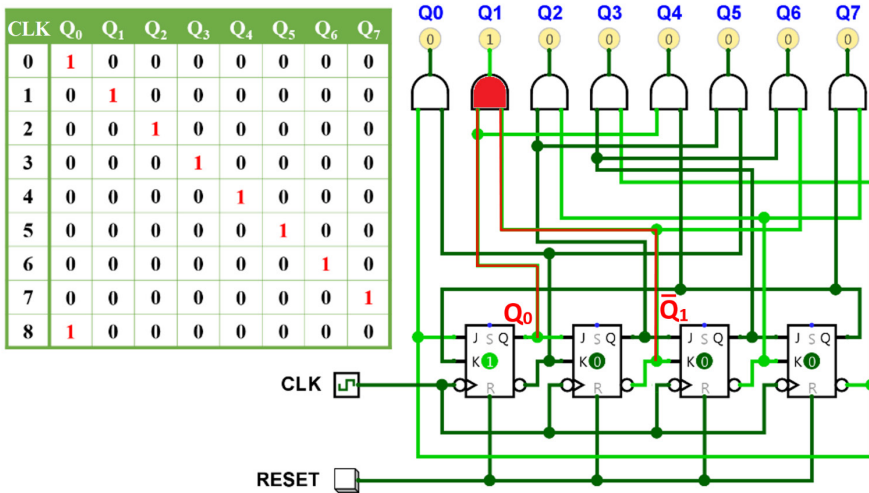 CLK Q₀ Q₁ Q₂ Q₃ Q₄ Q₅ Q₆ Q₇
0 1 0 0 0 0 0 0 0
1 0 1 0 0 0 0 0 0
2 0 0 1 0 0 0 0 0
3 0 0 0 1 0 0 0 0
4 0 0 0 0 1 0 0 0
5 0 0 0 0 0 1 0 0
6 0 0 0 0 0 0 1 0
7 0 0 0 0 0 0 0 1
8 1 0 0 0 0 0 0 0
Q0 Q1 Q2 Q3 Q4 Q5 Q6 Q7
0 1 0 0 0 0 0 0
Q₀ Q̅₁
J S Q J S Q J S Q J S Q
K 1 K 0 K 0 K 0
R R R R
CLK
RESET